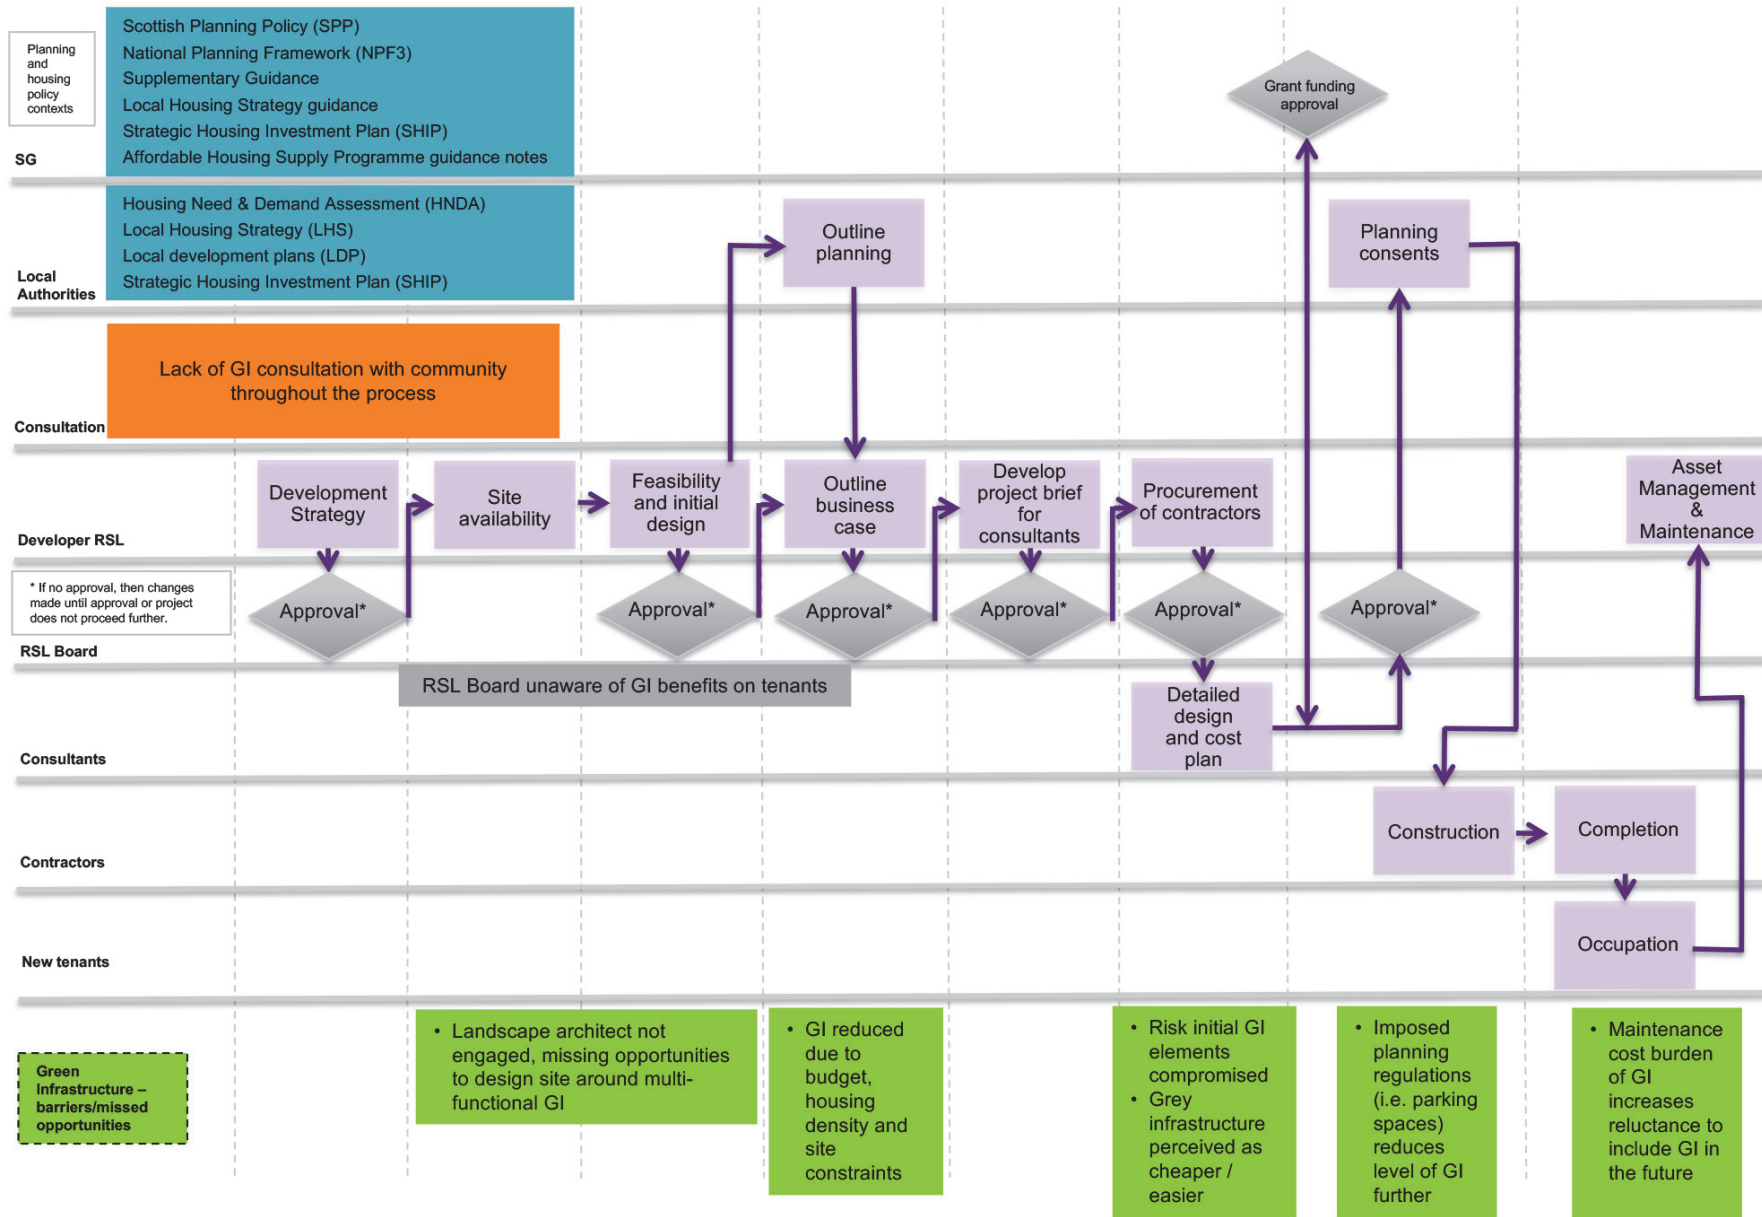 Planning
and
housing
policy
contexts
SG
Scottish Planning Policy (SPP)
National Planning Framework (NPF3)
Supplementary Guidance
Local Housing Strategy guidance
Strategic Housing Investment Plan (SHIP)
Affordable Housing Supply Programme guidance notes
Grant funding
approval
Local
Authorities
Housing Need & Demand Assessment (HNDA)
Local Housing Strategy (LHS)
Local development plans (LDP)
Strategic Housing Investment Plan (SHIP)
Outline
planning
Planning
consents
Consultation
Lack of GI consultation with community
throughout the process
Developer RSL
Development
Strategy
Site
availability
Feasibility
and initial
design
Outline
business
case
Develop
project brief
for
consultants
Procurement
of contractors
Asset
Management
&
Maintenance
* If no approval, then changes
made until approval or project
does not proceed further.
RSL Board
Approval*
Approval*
Approval*
Approval*
Approval*
Approval*
RSL Board unaware of GI benefits on tenants
Consultants
Detailed
design
and cost
plan
Contractors
Construction
Completion
New tenants
Occupation
Green
Infrastructure –
barriers/missed
opportunities
• Landscape architect not
engaged, missing opportunities
to design site around multi-
functional GI
• GI reduced
due to
budget,
housing
density and
site
constraints
• Risk initial GI
elements
compromised
• Grey
infrastructure
perceived as
cheaper /
easier
• Imposed
planning
regulations
(i.e. parking
spaces)
reduces
level of GI
further
• Maintenance
cost burden
of GI
increases
reluctance to
include GI in
the future